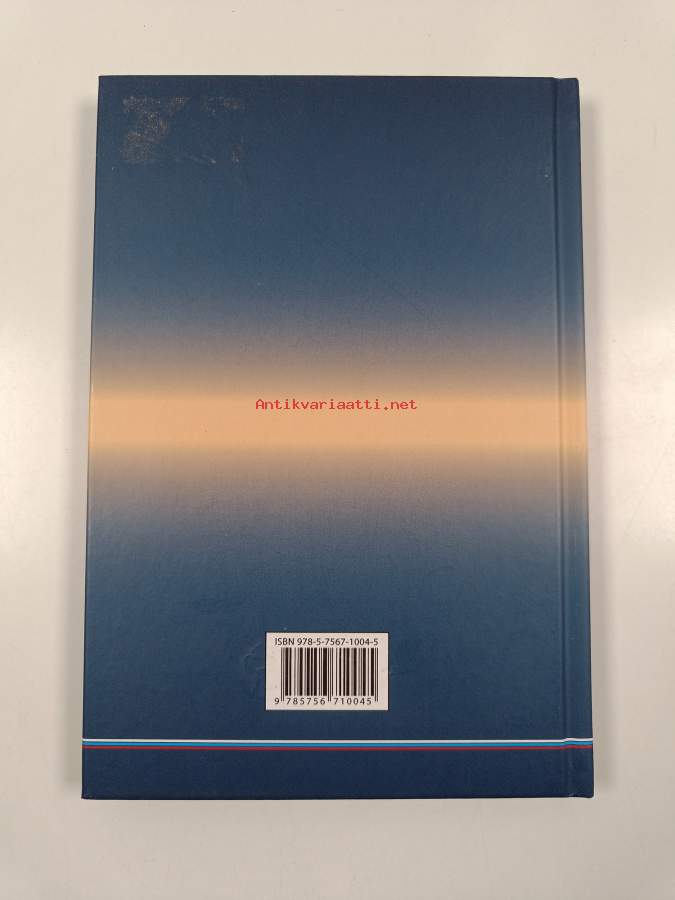 Antikvariaatti.net
ISBN 978-5-7567-1004-5
9 785756 710045